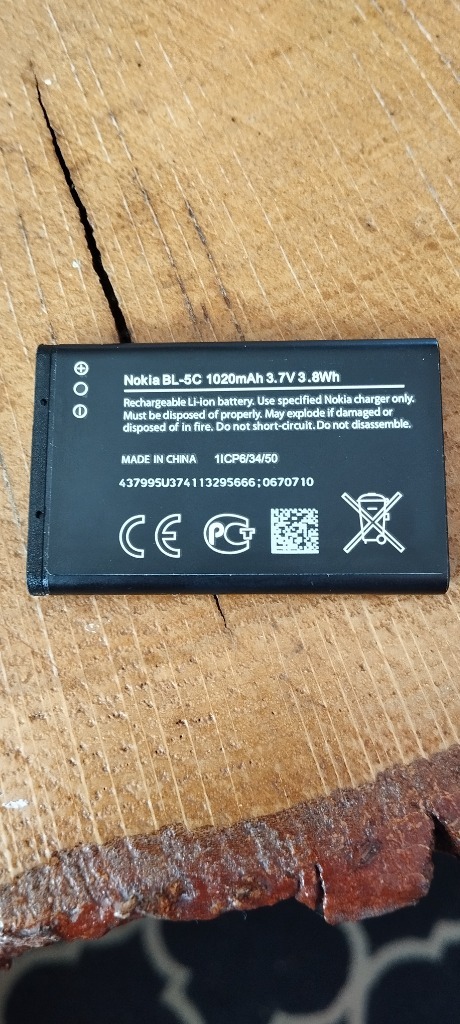 Nokia BL-5C 1020mAh 3.7V 3.8Wh
Rechargeable Li-ion battery. Use specified Nokia charger only.
Must be disposed of properly. May explode if damaged or
disposed of in fire. Do not short-circuit. Do not disassemble.
MADE IN CHINA 1ICP6/34/50
437995U374113295666;0670710
CE PCT